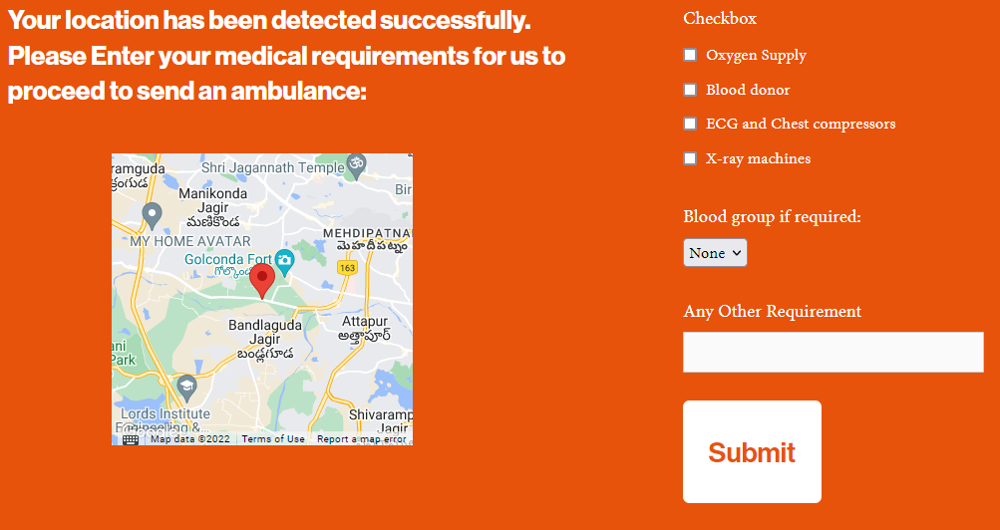 Your location has been detected successfully.
Please Enter your medical requirements for us to
proceed to send an ambulance:
ramguda
Shri Jagannath Temple
Bir
Manikonda
Jagir
మణికొండ
MY HOME AVATAR
MEHDIPATNA
మెహదీపట్నం
Golconda Fort
163
Bandlaguda
Jagir
బండ్లగూడ
Attapur
అత్తాపూర్
ani
Park
Lords Institute
Shivaramp
Jagir
Map data ©2022
Terms of Use
Report a map error
Checkbox
Oxygen Supply
Blood donor
ECG and Chest compressors
X-ray machines
Blood group if required:
None
Any Other Requirement
Submit